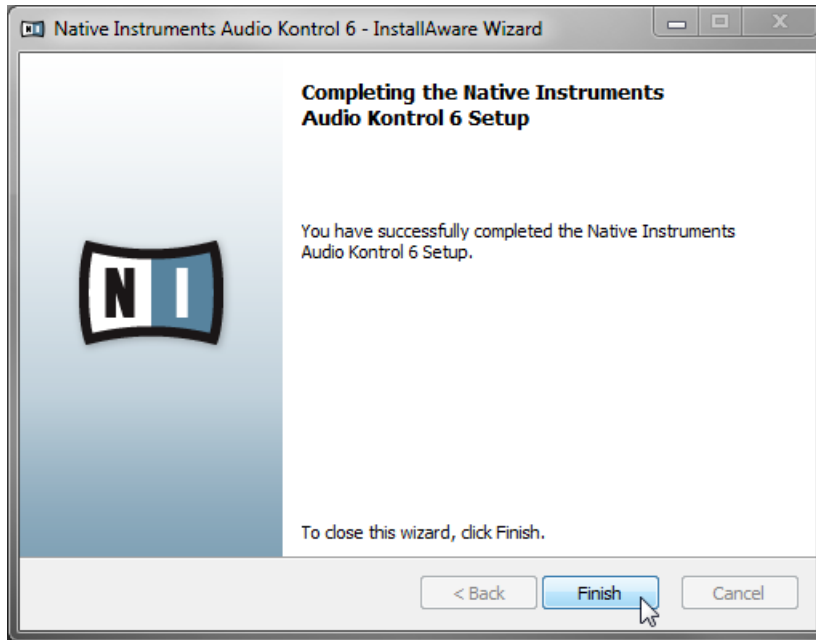 Native Instruments Audio Kontrol 6 - InstallAware Wizard
Completing the Native Instruments
Audio Kontrol 6 Setup
You have successfully completed the Native Instruments
Audio Kontrol 6 Setup.
N I
To close this wizard, click Finish.
< Back Finish Cancel